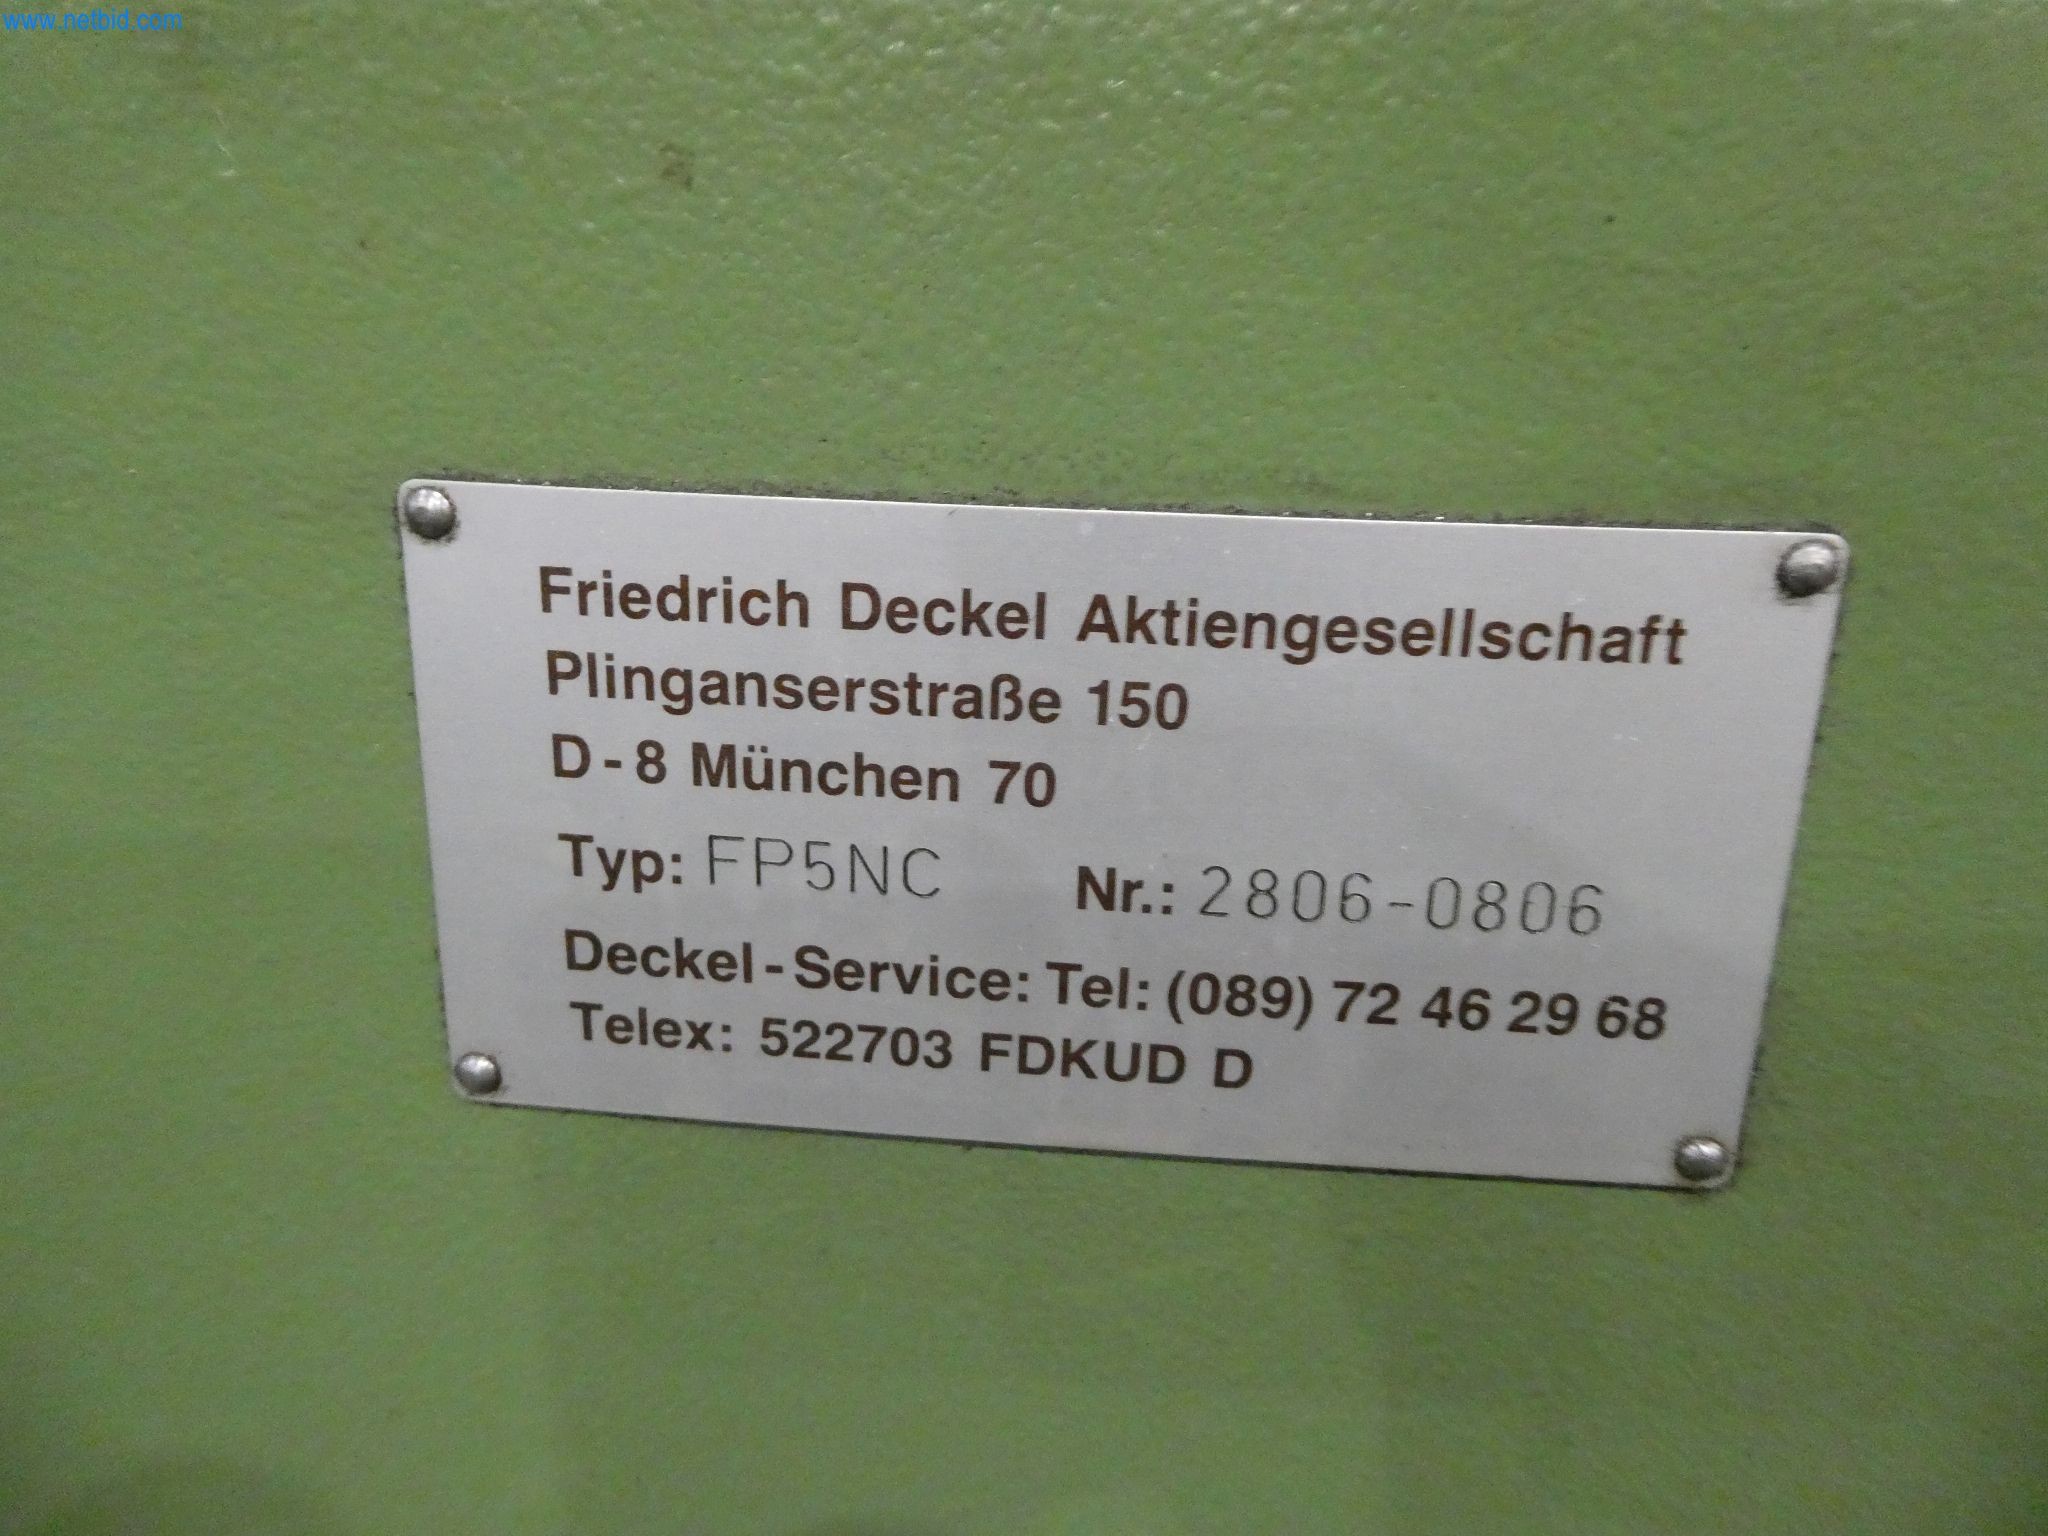 www.netbid.com
Friedrich Deckel Aktiengesellschaft
Plinganserstraße 150
D-8 München 70
Typ: FP5NC Nr.: 2806-0806
Deckel-Service: Tel: (089) 72 46 29 68
Telex: 522703 FDKUD D